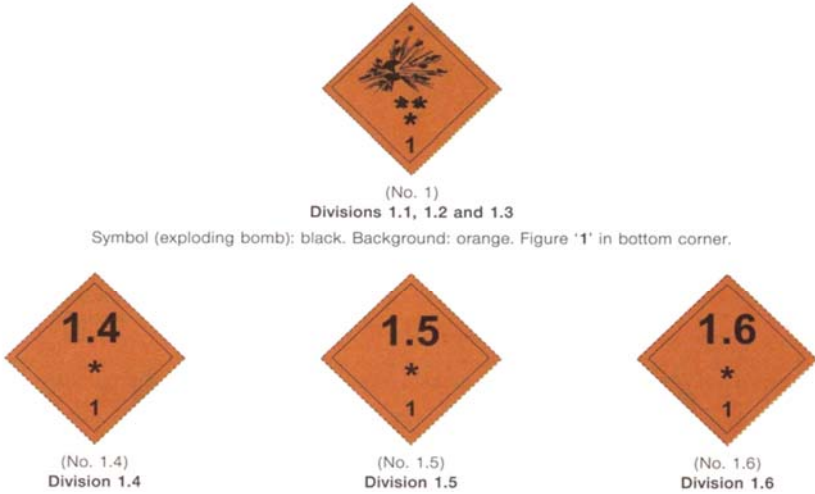 **
*
1
(No. 1)
Divisions 1.1, 1.2 and 1.3
Symbol (exploding bomb): black. Background: orange. Figure '1' in bottom corner.
1.4
*
1
(No. 1.4)
Division 1.4
1.5
*
1
(No. 1.5)
Division 1.5
1.6
*
1
(No. 1.6)
Division 1.6